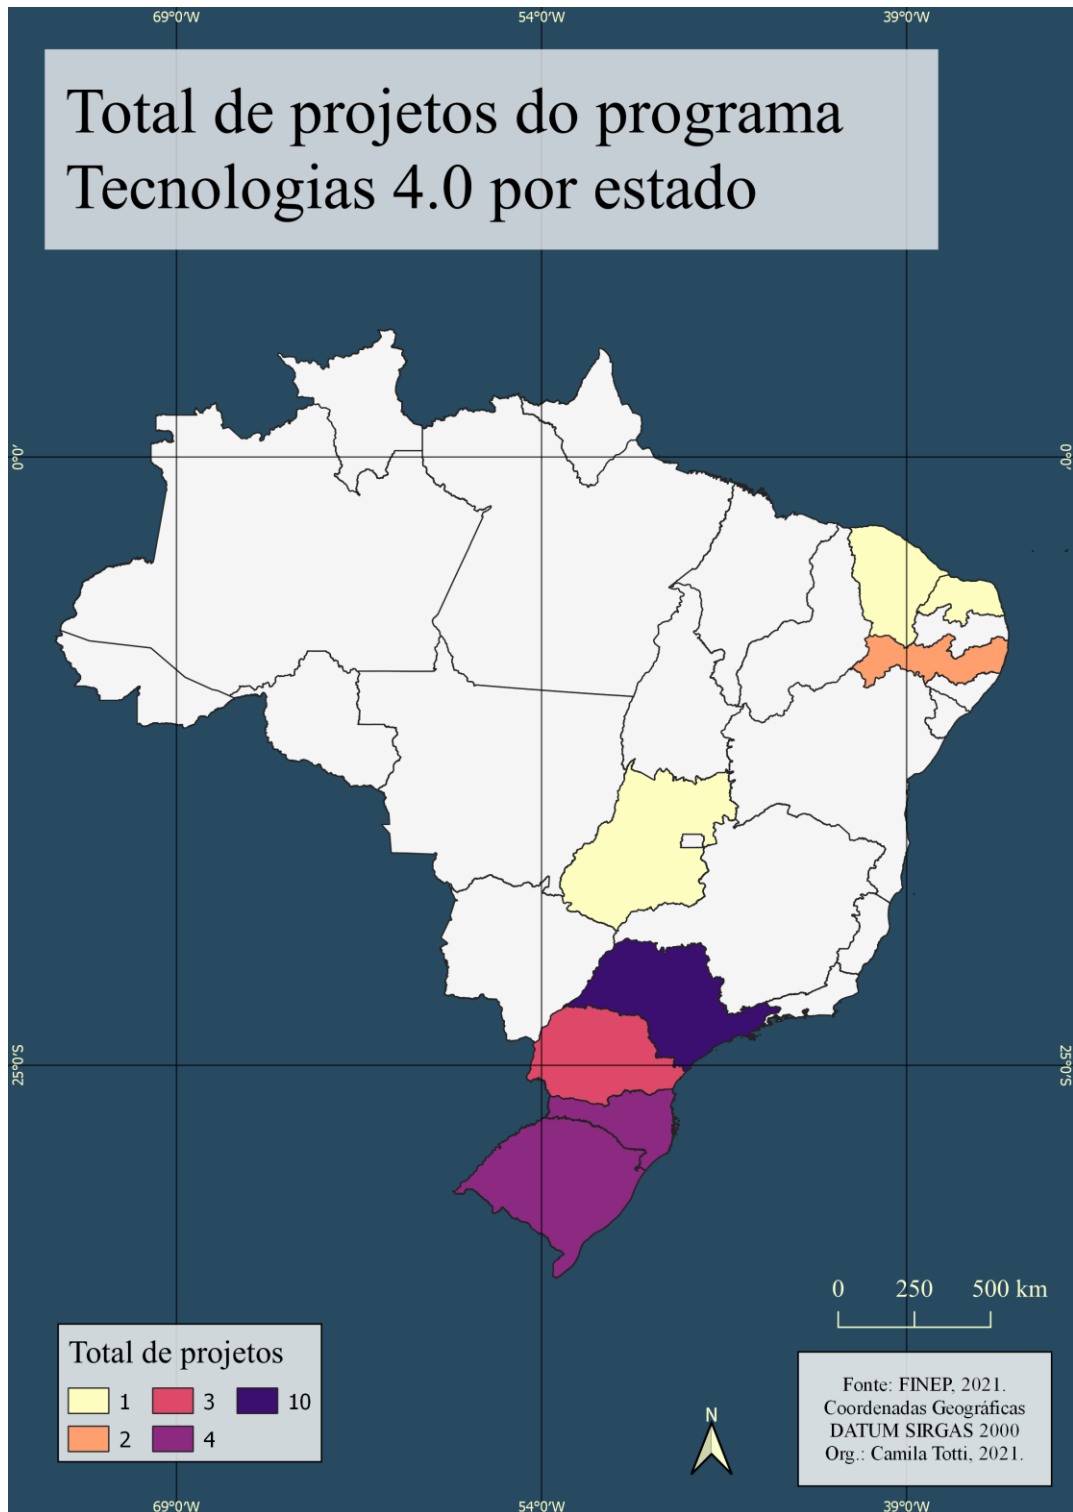 69°0'W 54°0'W 39°0'W
Total de projetos do programa
Tecnologias 4.0 por estado
0°0' 0°0'
25°0'S 25°0'S
0 250 500 km
Total de projetos
1 3 10
2 4
N
Fonte: FINEP, 2021.
Coordenadas Geográficas
DATUM SIRGAS 2000
Org.: Camila Totti, 2021.
69°0'W 54°0'W 39°0'W